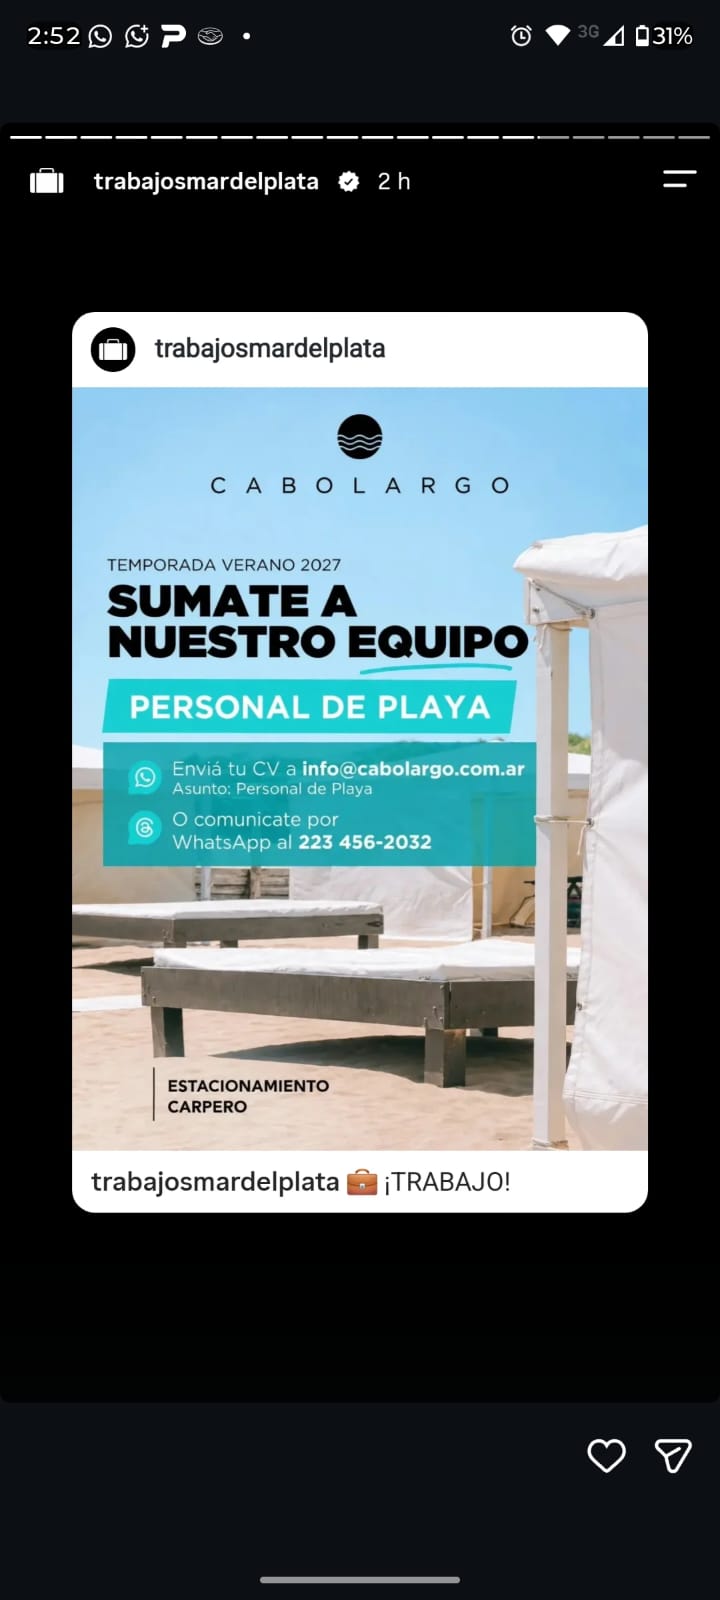 2:52
3G
31%
trabajosmardelplata
2 h
trabajosmardelplata
CABOLARGO
TEMPORADA VERANO 2027
SUMATE A
NUESTRO EQUIPO
PERSONAL DE PLAYA
Enviá tu CV a info@cabolargo.com.ar
Asunto: Personal de Playa
O comunicate por
WhatsApp al 223 456-2032
ESTACIONAMIENTO
CARPERO
trabajosmardelplata 💼 ¡TRABAJO!